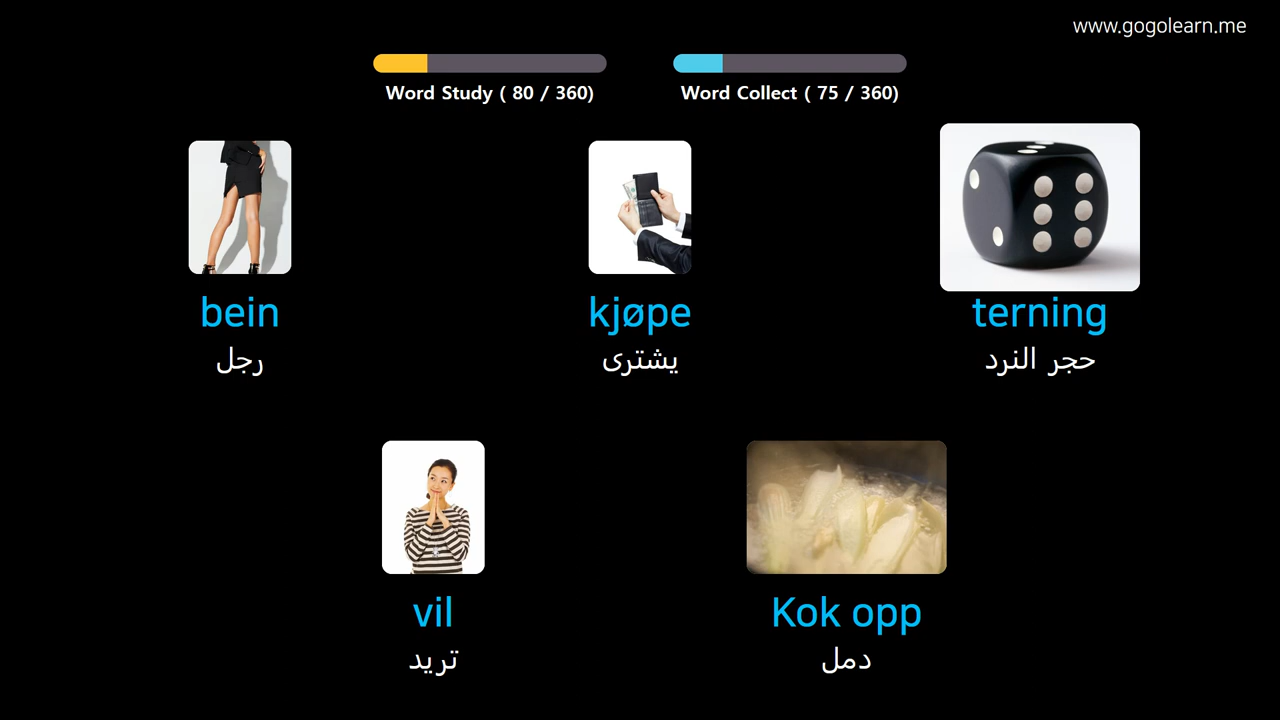 www.gogolearn.me
Word Study ( 80 / 360)
Word Collect ( 75 / 360)
bein
رجل
kjøpe
يشترى
terning
حجر النرد
vil
تريد
Kok opp
دمل